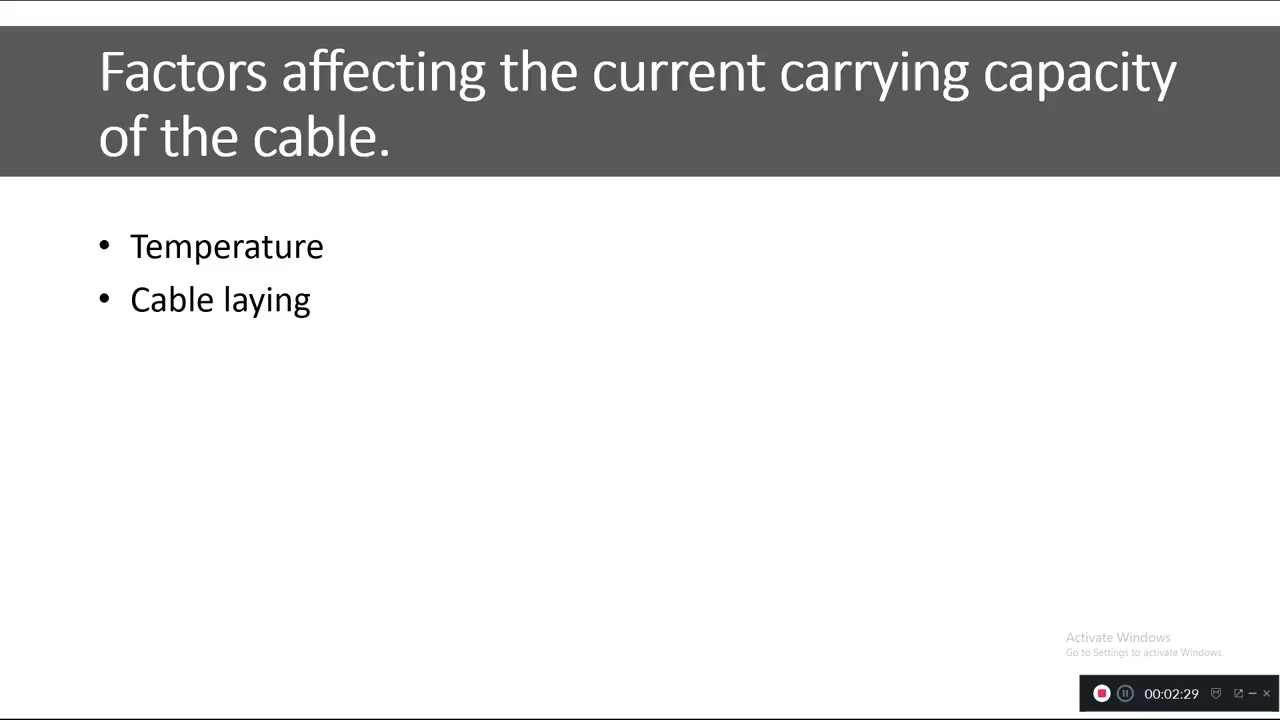 Factors affecting the current carrying capacity
of the cable.
• Temperature
• Cable laying
Activate Windows
Go to Settings to activate Windows.
00:02:29